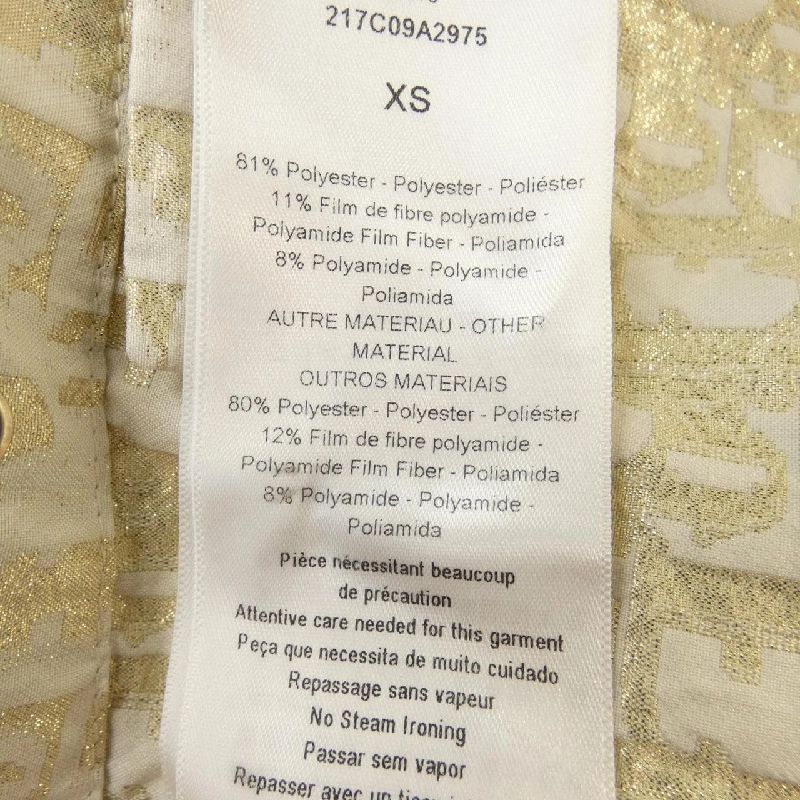 217C09A2975
XS
81% Polyester - Polyester - Poliéster
11% Film de fibre polyamide -
Polyamide Film Fiber - Poliamida
8% Polyamide - Polyamide -
Poliamida
AUTRE MATERIAU - OTHER
MATERIAL
OUTROS MATERIAIS
80% Polyester - Polyester - Poliéster
12% Film de fibre polyamide -
Polyamide Film Fiber - Poliamida
8% Polyamide - Polyamide -
Poliamida
Pièce nécessitant beaucoup
de précaution
Attentive care needed for this garment
Peça que necessita de muito cuidado
Repassage sans vapeur
No Steam Ironing
Passar sem vapor
Repasser avec un